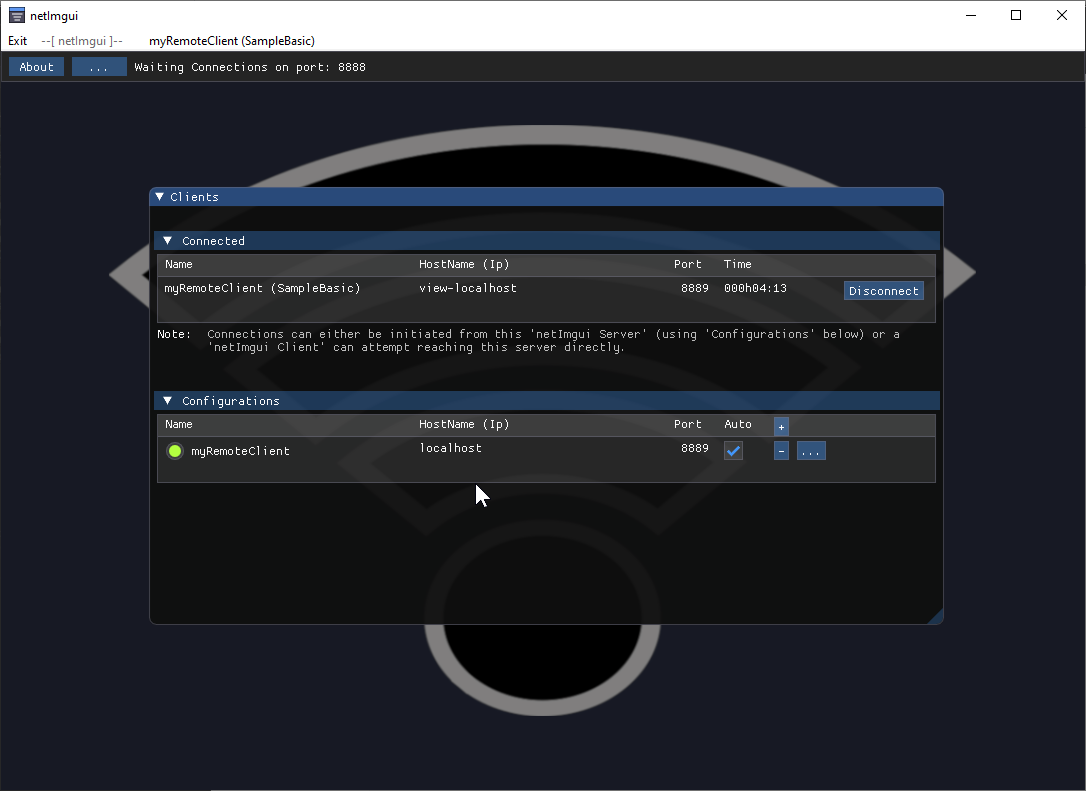 netImgui
Exit --[ netImgui ]-- myRemoteClient (SampleBasic)
About ... Waiting Connections on port: 8888
Clients
Connected
Name HostName (Ip) Port Time
myRemoteClient (SampleBasic) view-localhost 8889 000h04:13 Disconnect
Note: Connections can either be initiated from this 'netImgui Server' (using 'Configurations' below) or a
'netImgui Client' can attempt reaching this server directly.
Configurations
Name HostName (Ip) Port Auto +
myRemoteClient localhost 8889 - ...